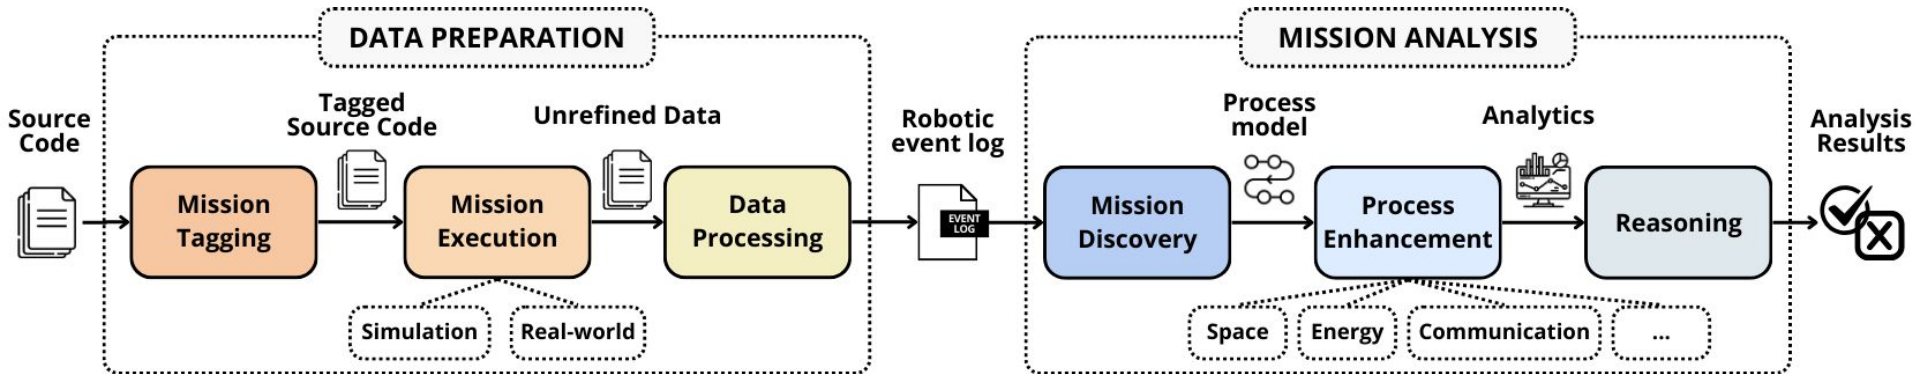 DATA PREPARATION
MISSION ANALYSIS
Source
Code
Tagged
Source Code
Unrefined Data
Robotic
event log
Process
model
Analytics
Analysis
Results
Mission
Tagging
Mission
Execution
Data
Processing
EVENT
LOG
Mission
Discovery
Process
Enhancement
Reasoning
Simulation
Real-world
Space
Energy
Communication
...